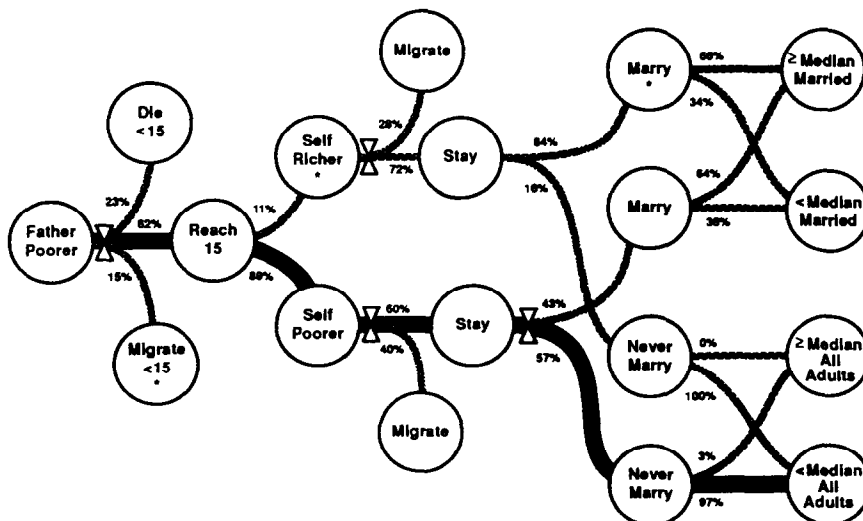 Die
<15
23%
62%
Father
Poorer
15%
Migrate
<15
*
Reach
15
11%
89%
Self
Richer
*
Migrate
28%
72%
Stay
84%
16%
Self
Poorer
60%
40%
Stay
Migrate
43%
57%
Marry
*
66%
34%
Marry
64%
36%
≥ Median
Married
< Median
Married
Never
Marry
0%
100%
Never
Marry
3%
97%
≥ Median
All
Adults
< Median
All
Adults